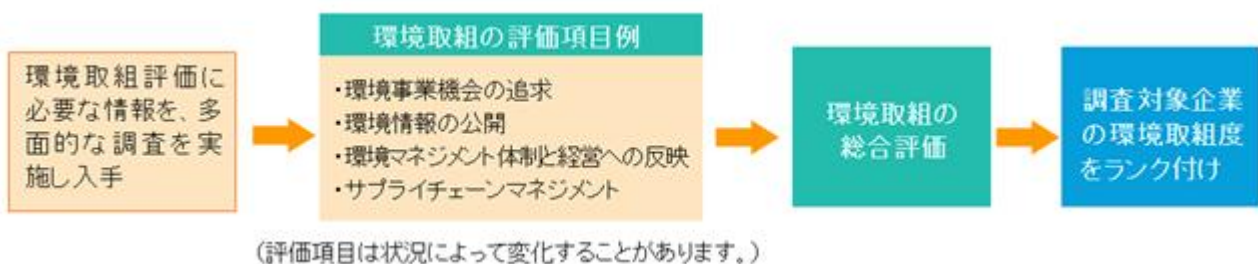 環境取組評価に
必要な情報を、多
面的な調査を実
施し入手
環境取組の評価項目例
・環境事業機会の追求
・環境情報の公開
・環境マネジメント体制と経営への反映
・サプライチェーンマネジメント
環境取組の
総合評価
調査対象企業
の環境取組度
をランク付け
(評価項目は状況によって変化することがあります。)